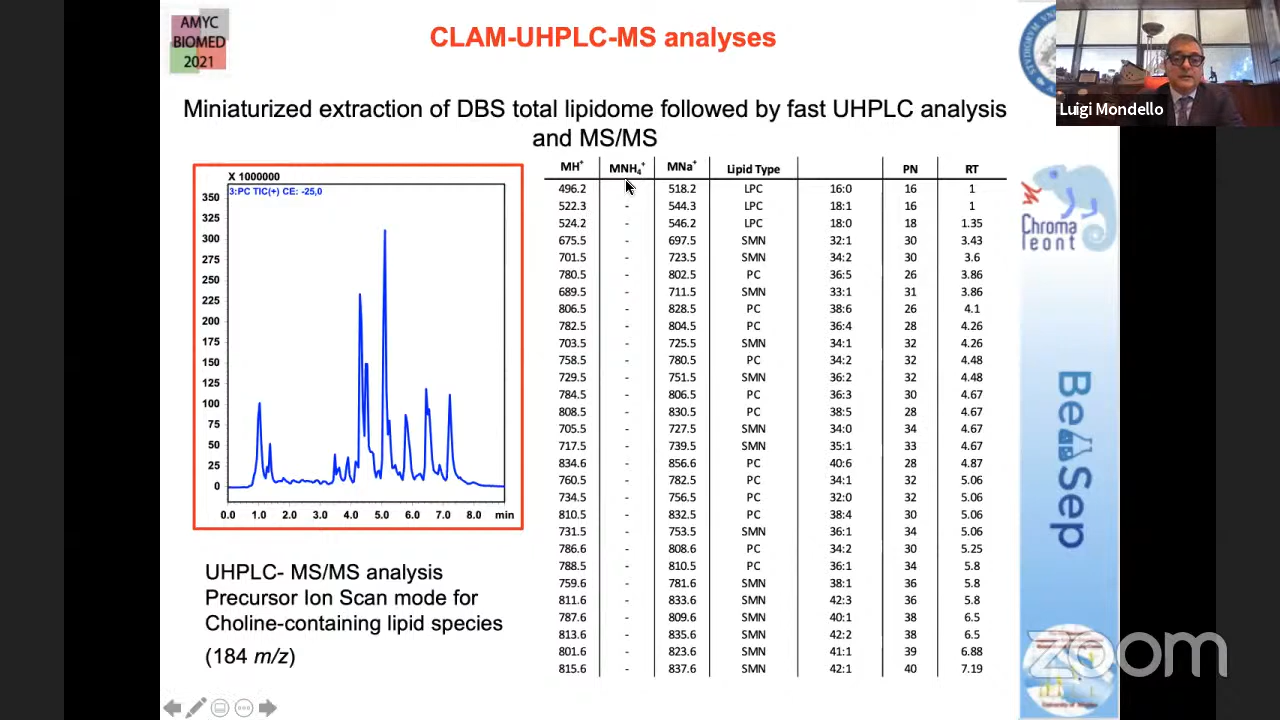 AMYC
BIOMED
2021
CLAM-UHPLC-MS analyses
Luigi Mondello
Miniaturized extraction of DBS total lipidome followed by fast UHPLC analysis
and MS/MS
X 1000000
3:PC TIC(+) CE: -25,0
350
325
300
275
250
225
200
175
150
125
100
75
50
25
0
0.0 1.0 2.0 3.0 4.0 5.0 6.0 7.0 8.0 min
UHPLC- MS/MS analysis
Precursor Ion Scan mode for
Choline-containing lipid species
(184 m/z)
MH⁺ MNH₄⁺ MNa⁺ Lipid Type PN RT
496.2 518.2 LPC 16:0 16 1
522.3 - 544.3 LPC 18:1 16 1
524.2 - 546.2 LPC 18:0 18 1.35
675.5 - 697.5 SMN 32:1 30 3.43
701.5 - 723.5 SMN 34:2 30 3.6
780.5 - 802.5 PC 36:5 26 3.86
689.5 - 711.5 SMN 33:1 31 3.86
806.5 - 828.5 PC 38:6 26 4.1
782.5 - 804.5 PC 36:4 28 4.26
703.5 - 725.5 SMN 34:1 32 4.26
758.5 - 780.5 PC 34:2 32 4.48
729.5 - 751.5 SMN 36:2 32 4.48
784.5 - 806.5 PC 36:3 30 4.67
808.5 - 830.5 PC 38:5 28 4.67
705.5 - 727.5 SMN 34:0 34 4.67
717.5 - 739.5 SMN 35:1 33 4.67
834.6 - 856.6 PC 40:6 28 4.87
760.5 - 782.5 PC 34:1 32 5.06
734.5 - 756.5 PC 32:0 32 5.06
810.5 - 832.5 PC 38:4 30 5.06
731.5 - 753.5 SMN 36:1 34 5.06
786.6 - 808.6 PC 34:2 30 5.25
788.5 - 810.5 PC 36:1 34 5.8
759.6 - 781.6 SMN 38:1 36 5.8
811.6 - 833.6 SMN 42:3 36 5.8
787.6 - 809.6 SMN 40:1 38 6.5
813.6 - 835.6 SMN 42:2 38 6.5
801.6 - 823.6 SMN 41:1 39 6.88
815.6 - 837.6 SMN 42:1 40 7.19
Chroma
leont
BeSep
zoom